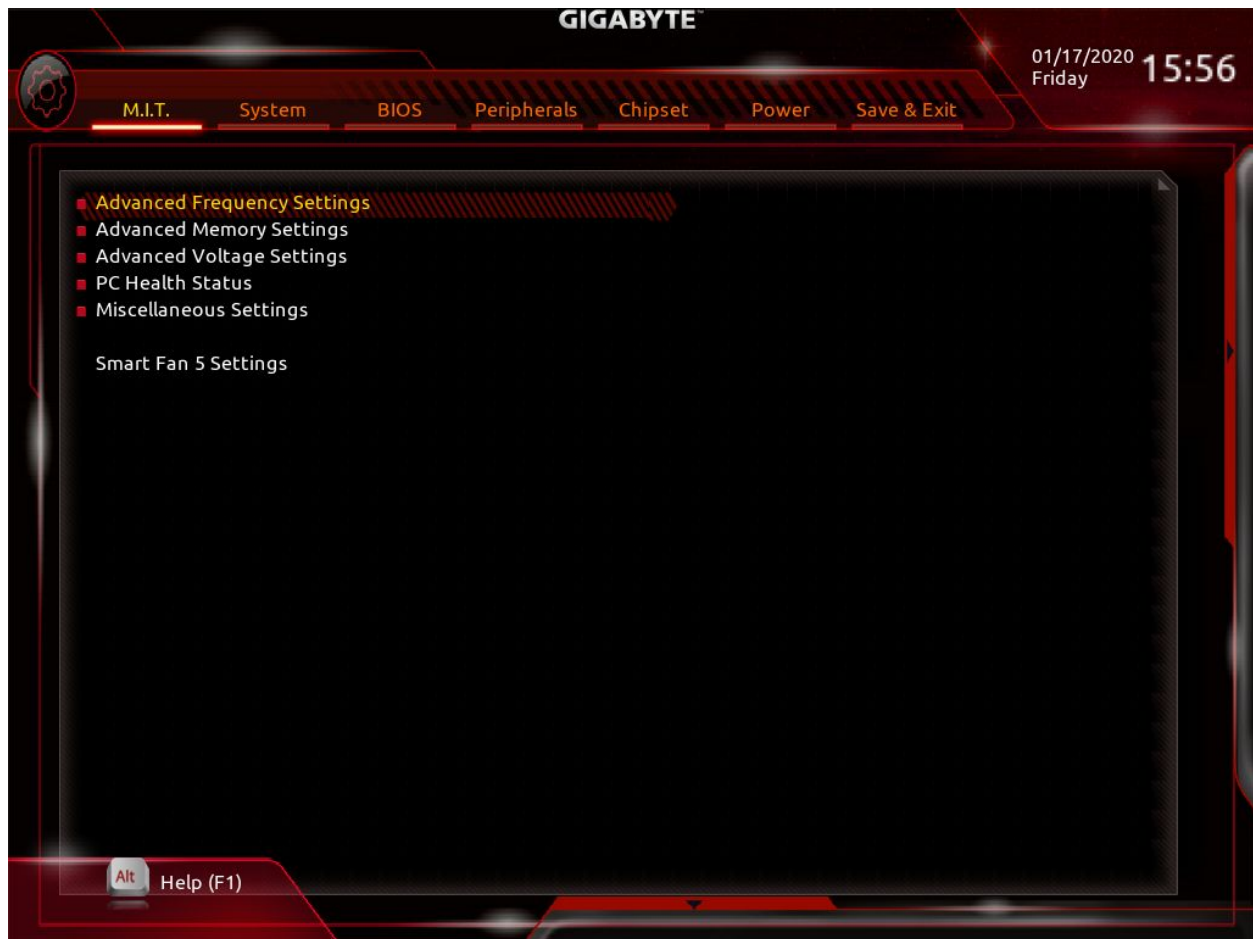 GIGABYTE™
01/17/2020
Friday
15:56
M.I.T. System BIOS Peripherals Chipset Power Save & Exit
Advanced Frequency Settings
Advanced Memory Settings
Advanced Voltage Settings
PC Health Status
Miscellaneous Settings
Smart Fan 5 Settings
Alt Help (F1)